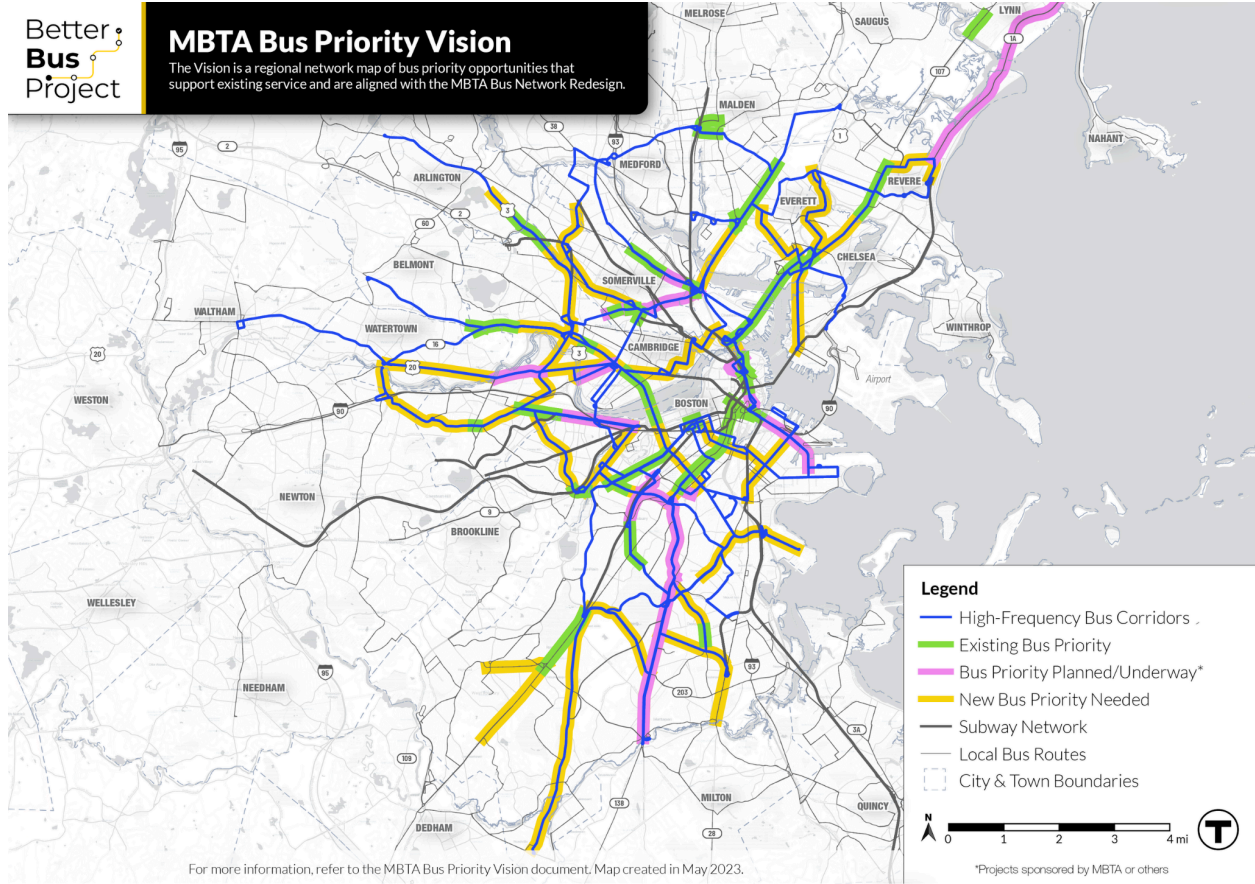 Better
Bus
Project
MBTA Bus Priority Vision
The Vision is a regional network map of bus priority opportunities that
support existing service and are aligned with the MBTA Bus Network Redesign.
MELROSE
SAUGUS
LYNN
1A
107
MALDEN
NAHANT
38
93
1
95
2
MEDFORD
ARLINGTON
REVERE
3
2
60
EVERETT
BELMONT
CHELSEA
SOMERVILLE
WALTHAM
WATERTOWN
WINTHROP
16
CAMBRIDGE
3
20
20
Airport
WESTON
90
BOSTON
90
NEWTON
9
BROOKLINE
WELLESLEY
95
NEEDHAM
93
203
109
3A
138
MILTON
QUINCY
DEDHAM
28
Legend
High-Frequency Bus Corridors
Existing Bus Priority
Bus Priority Planned/Underway*
New Bus Priority Needed
Subway Network
Local Bus Routes
City & Town Boundaries
N
0 1 2 3 4 mi
T
*Projects sponsored by MBTA or others
For more information, refer to the MBTA Bus Priority Vision document. Map created in May 2023.